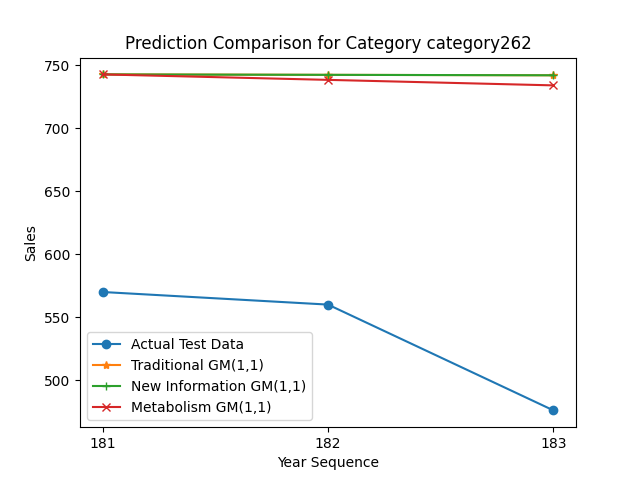 Prediction Comparison for Category category262
750
700
650
600
550
500
Sales
Actual Test Data
Traditional GM(1,1)
New Information GM(1,1)
Metabolism GM(1,1)
181 182 183
Year Sequence